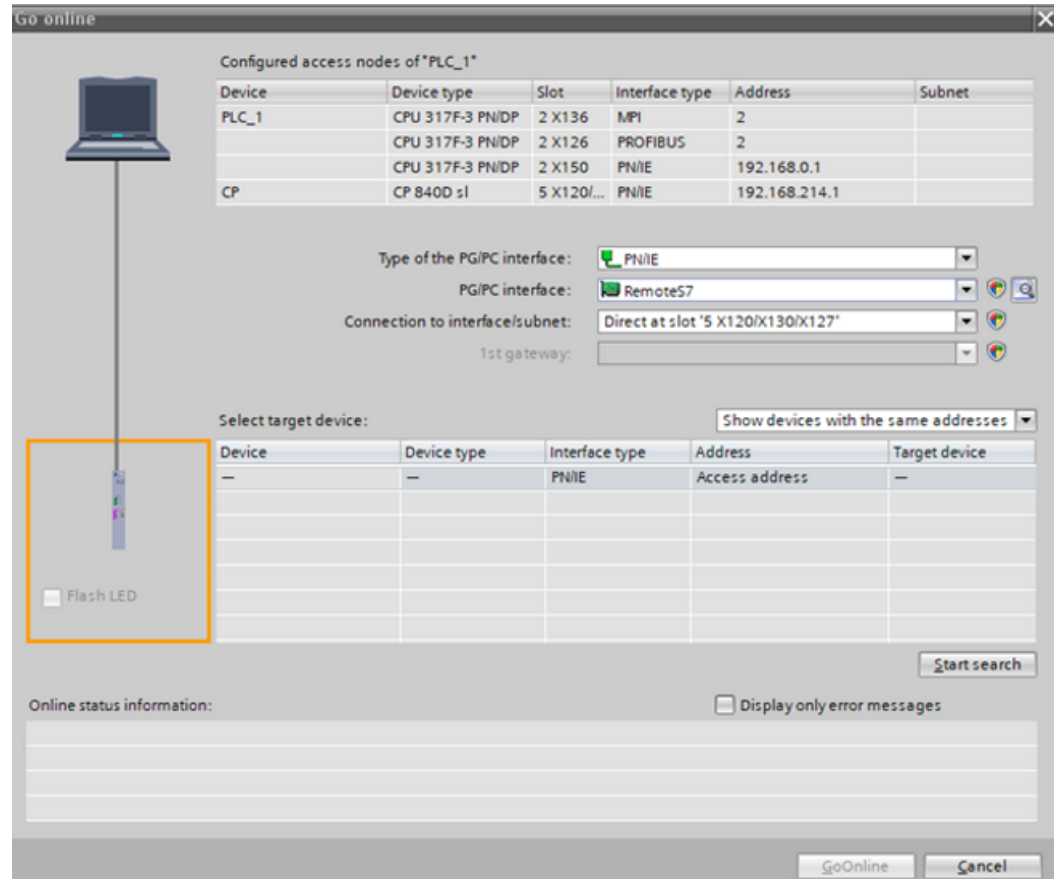 Go online
Configured access nodes of "PLC_1"
Device Device type Slot Interface type Address Subnet
PLC_1 CPU 317F-3 PN/DP 2 X136 MPI 2
CPU 317F-3 PN/DP 2 X126 PROFIBUS 2
CPU 317F-3 PN/DP 2 X150 PN/IE 192.168.0.1
CP CP 840D sl 5 X120/... PN/IE 192.168.214.1
Type of the PG/PC interface: PN/IE
PG/PC interface: RemoteS7
Connection to interface/subnet: Direct at slot '5 X120/X130/X127'
1st gateway:
Select target device: Show devices with the same addresses
Device Device type Interface type Address Target device
— — PN/IE Access address —
Flash LED
Start search
Online status information: Display only error messages
GoOnline Cancel